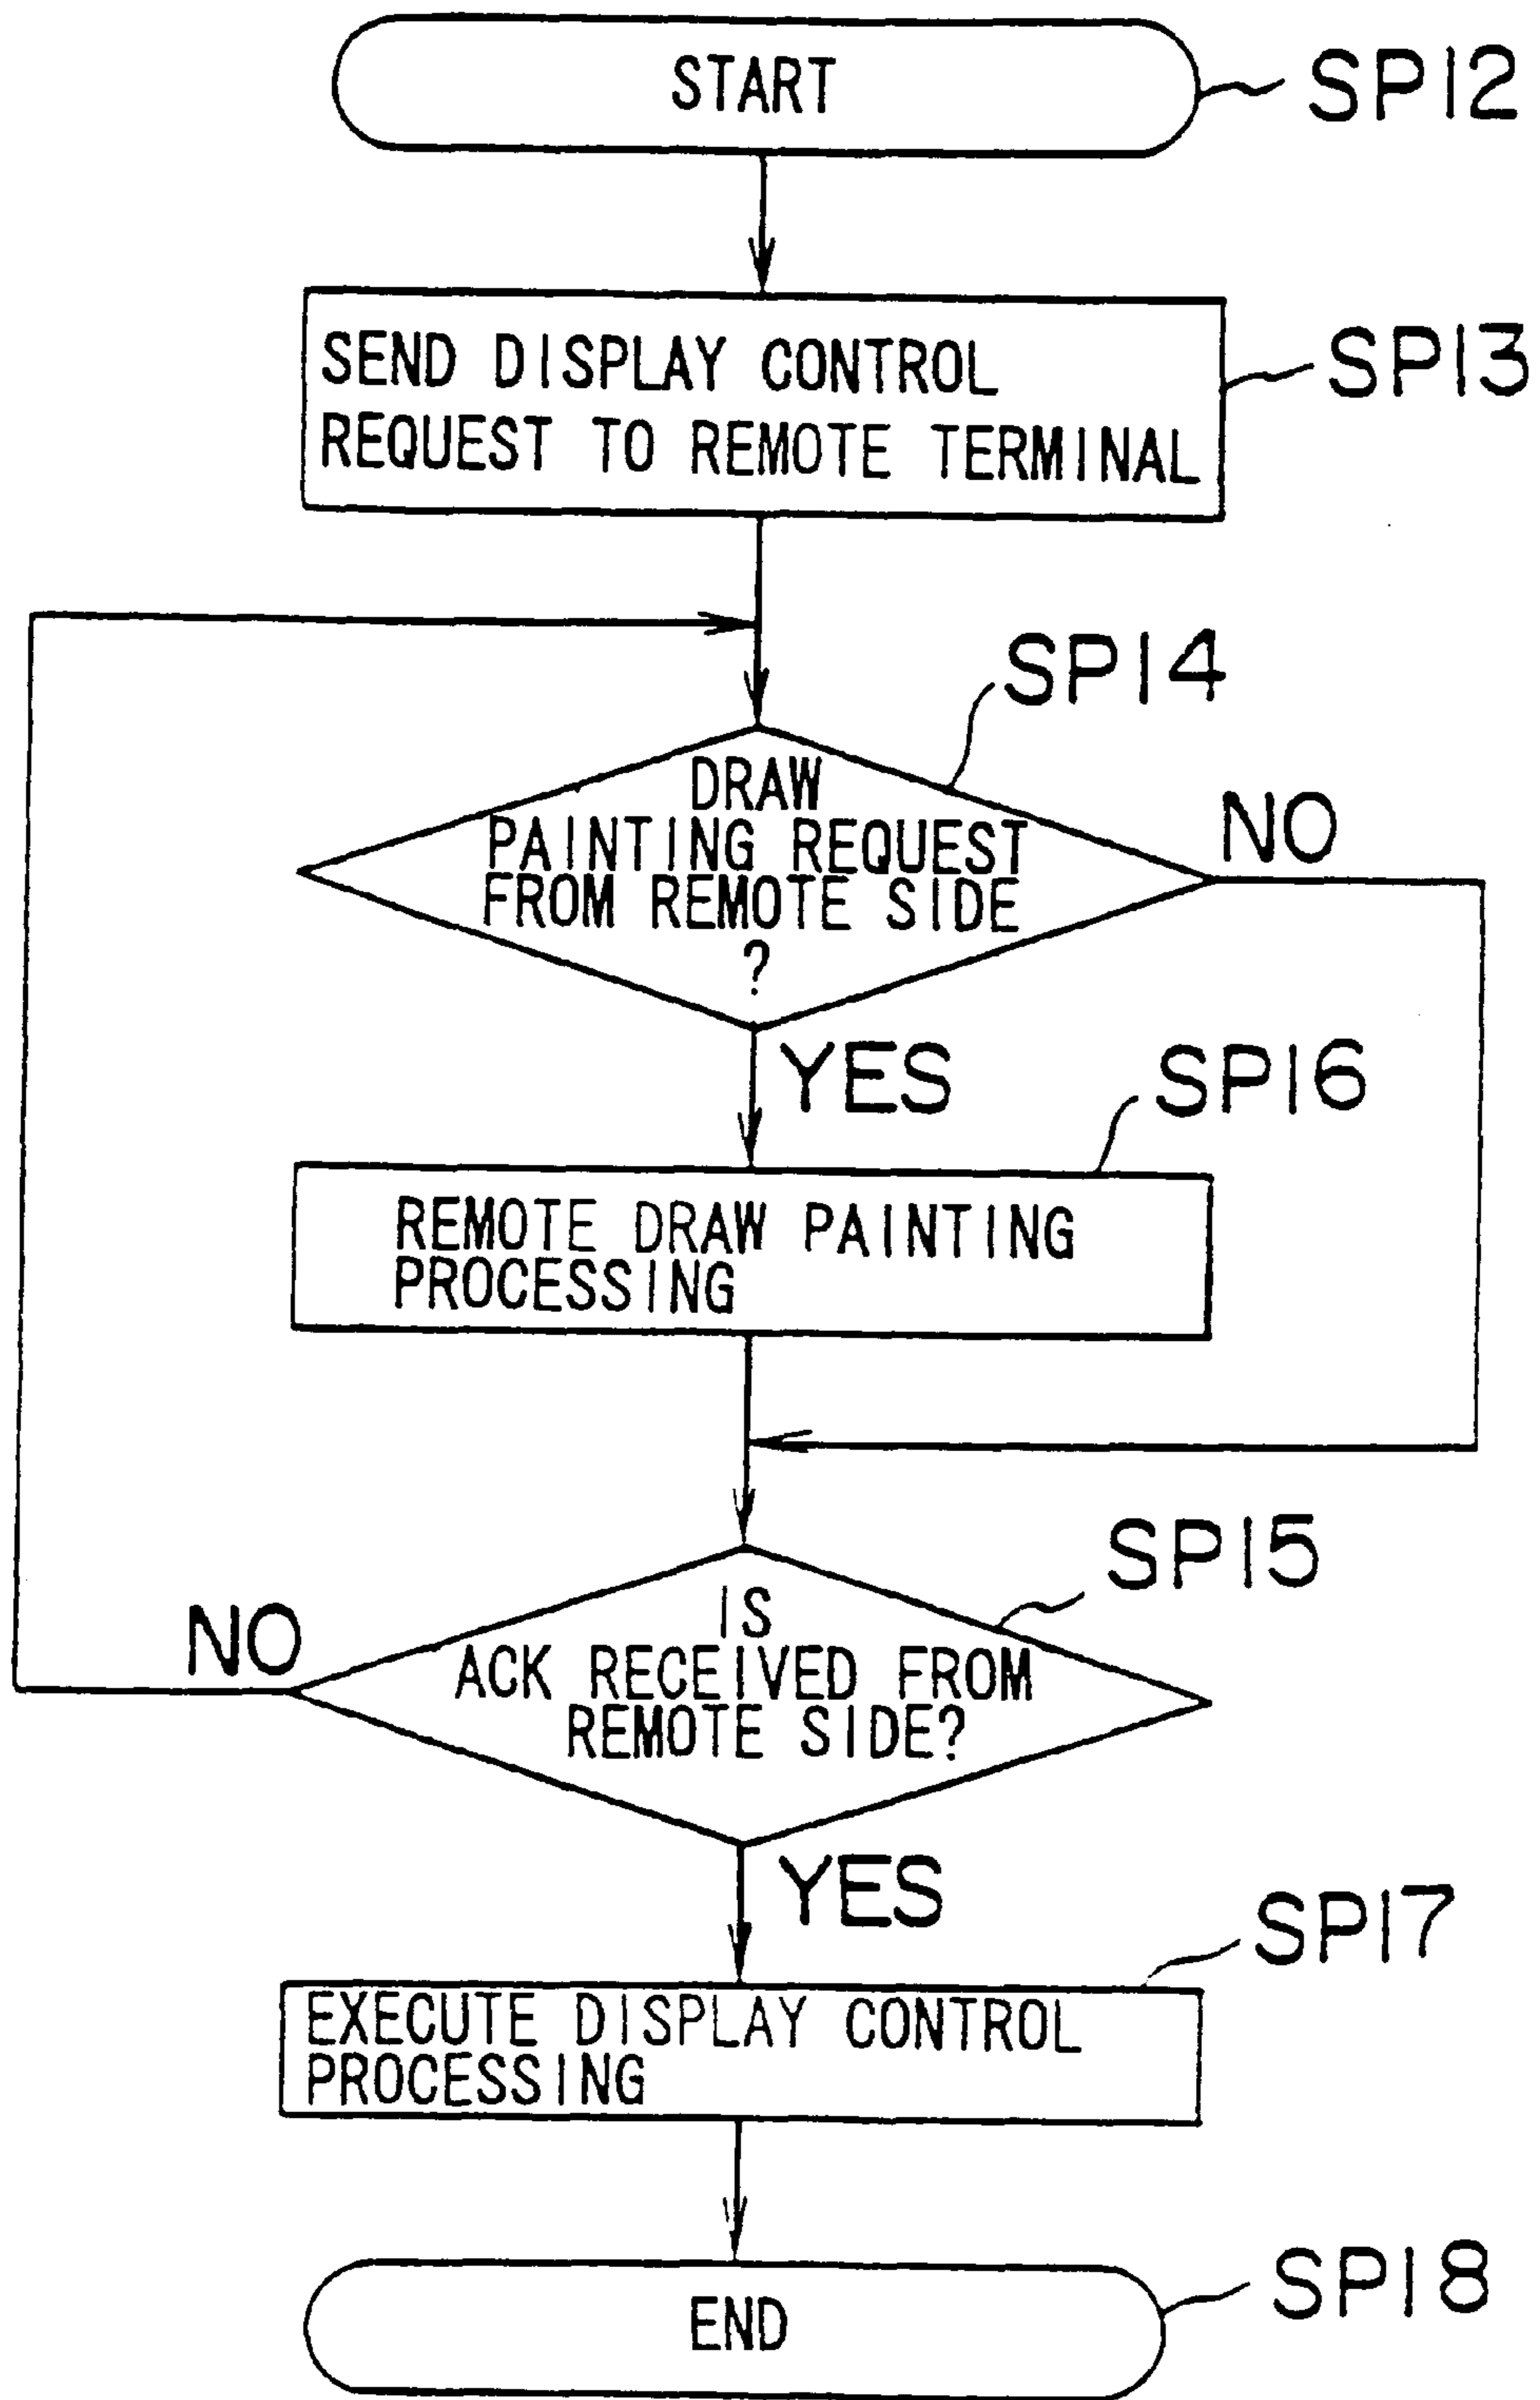 START
SP12
SEND DISPLAY CONTROL
REQUEST TO REMOTE TERMINAL
SP13
SP14
DRAW
PAINTING REQUEST
FROM REMOTE SIDE
?
NO
YES
SP16
REMOTE DRAW PAINTING
PROCESSING
SP15
IS
ACK RECEIVED FROM
REMOTE SIDE?
NO
YES
SP17
EXECUTE DISPLAY CONTROL
PROCESSING
SP18
END